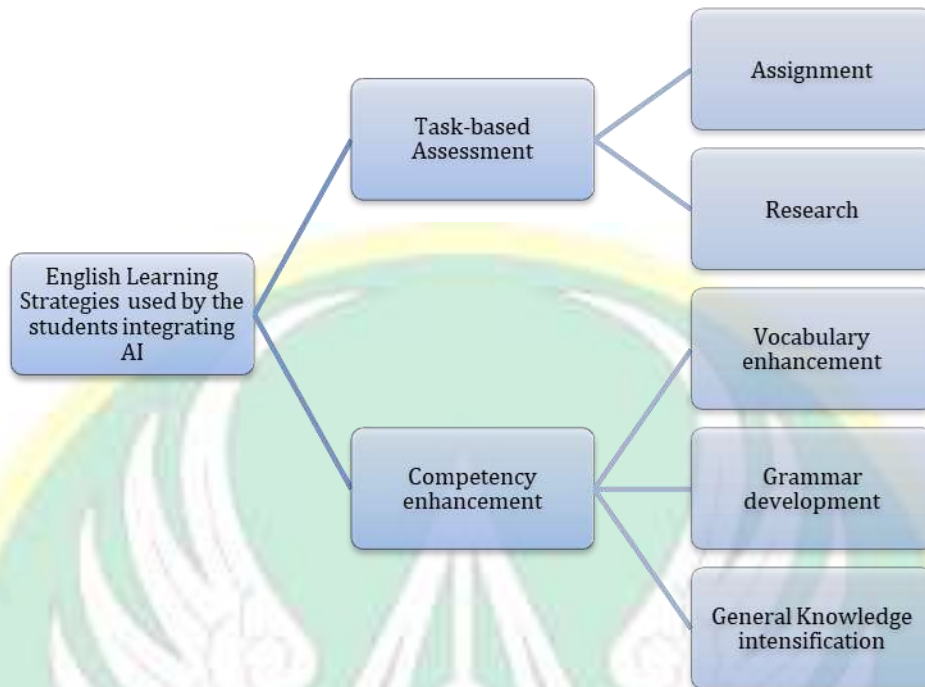 English Learning
Strategies used by the
students integrating
AI
Task-based
Assessment
Assignment
Research
Competency
enhancement
Vocabulary
enhancement
Grammar
development
General Knowledge
intensification